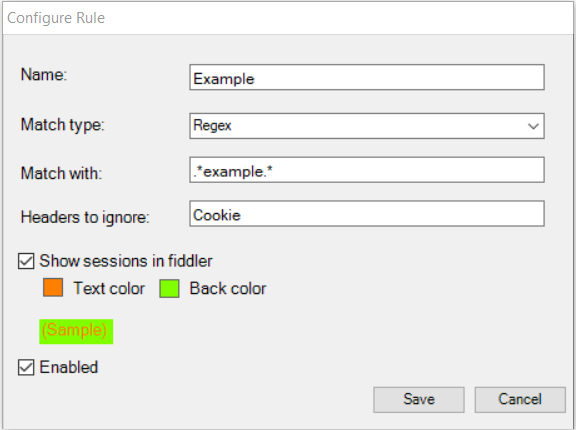 Configure Rule
Name: Example
Match type: Regex
Match with: .*example.*
Headers to ignore: Cookie
Show sessions in fiddler
Text color Back color
(Sample)
Enabled
Save Cancel